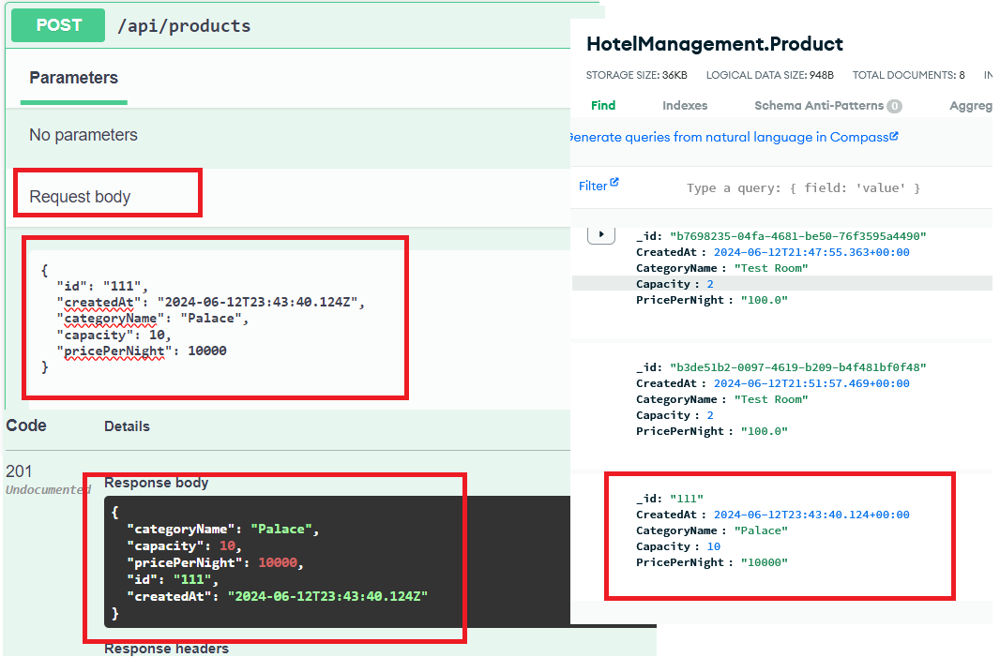 POST /api/products
Parameters
No parameters
Request body
{
"id": "111",
"createdAt": "2024-06-12T23:43:40.124Z",
"categoryName": "Palace",
"capacity": 10,
"pricePerNight": 10000
}
Code Details
201
Undocumented
Response body
{
"categoryName": "Palace",
"capacity": 10,
"pricePerNight": 10000,
"id": "111",
"createdAt": "2024-06-12T23:43:40.124Z"
}
Response headers
HotelManagement.Product
STORAGE SIZE: 36KB LOGICAL DATA SIZE: 948B TOTAL DOCUMENTS: 8 IN
Find Indexes Schema Anti-Patterns 0 Aggreg
Generate queries from natural language in Compass
Filter Type a query: { field: 'value' }
_id: "b7698235-04fa-4681-be50-76f3595a4490"
CreatedAt : 2024-06-12T21:47:55.363+00:00
CategoryName : "Test Room"
Capacity : 2
PricePerNight : "100.0"
_id: "b3de51b2-0097-4619-b209-b4f481bf0f48"
CreatedAt : 2024-06-12T21:51:57.469+00:00
CategoryName : "Test Room"
Capacity : 2
PricePerNight : "100.0"
_id: "111"
CreatedAt : 2024-06-12T23:43:40.124+00:00
CategoryName : "Palace"
Capacity : 10
PricePerNight : "10000"